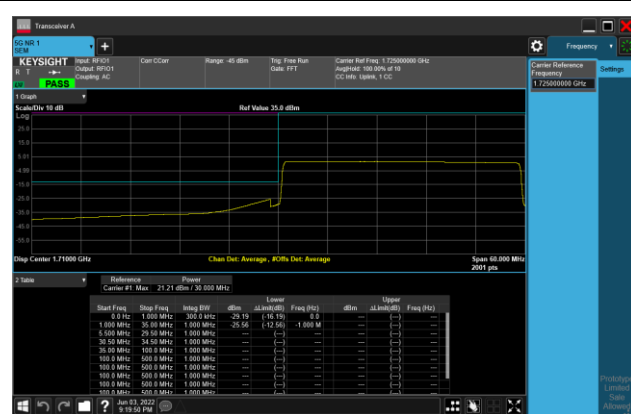 Transceiver A
5G NR 1
SEM
+
Frequency
KEYSIGHT
R T
PASS
Input: RFIO1
Output: RFIO1
Coupling: AC
Corr CCorr
Range: -45 dBm
Trig: Free Run
Gate: FFT
Carrier Ref Freq: 1.725000000 GHz
AvgHold: 100.00% of 10
CC Info: Uplink, 1 CC
Carrier Reference
Frequency
1.725000000 GHz
Settings
1 Graph
Scale/Div 10 dB
Ref Value 35.0 dBm
Log
25.0
15.0
5.01
-4.99
-15.0
-25.0
-35.0
-45.0
-55.0
Disp Center 1.71000 GHz
Chan Det: Average , #Offs Det: Average
Span 60.000 MHz
2001 pts
2 Table
Reference Power
Carrier #1 Max 21.21 dBm / 30.000 MHz
Lower Upper
Start Freq Stop Freq Integ BW dBm ΔLimit(dB) Freq (Hz) dBm ΔLimit(dB) Freq (Hz)
0.0 Hz 1.000 MHz 300.0 kHz -29.19 (-16.19) 0.0 --- (---) ---
1.000 MHz 35.00 MHz 1.000 MHz -25.56 (-12.56) -1.000 M --- (---) ---
5.500 MHz 29.50 MHz 1.000 MHz --- (---) --- --- (---) ---
30.50 MHz 34.50 MHz 1.000 MHz --- (---) --- --- (---) ---
35.00 MHz 100.0 MHz 1.000 MHz --- (---) --- --- (---) ---
100.0 MHz 500.0 MHz 1.000 MHz --- (---) --- --- (---) ---
100.0 MHz 500.0 MHz 1.000 MHz --- (---) --- --- (---) ---
100.0 MHz 500.0 MHz 1.000 MHz --- (---) --- --- (---) ---
100.0 MHz 500.0 MHz 1.000 MHz --- (---) --- --- (---) ---
100.0 MHz 500.0 MHz 1.000 MHz --- (---) --- --- (---) ---
Prototype
Limited
Sale
Allowed
?
Jun 03, 2022
9:19:50 PM